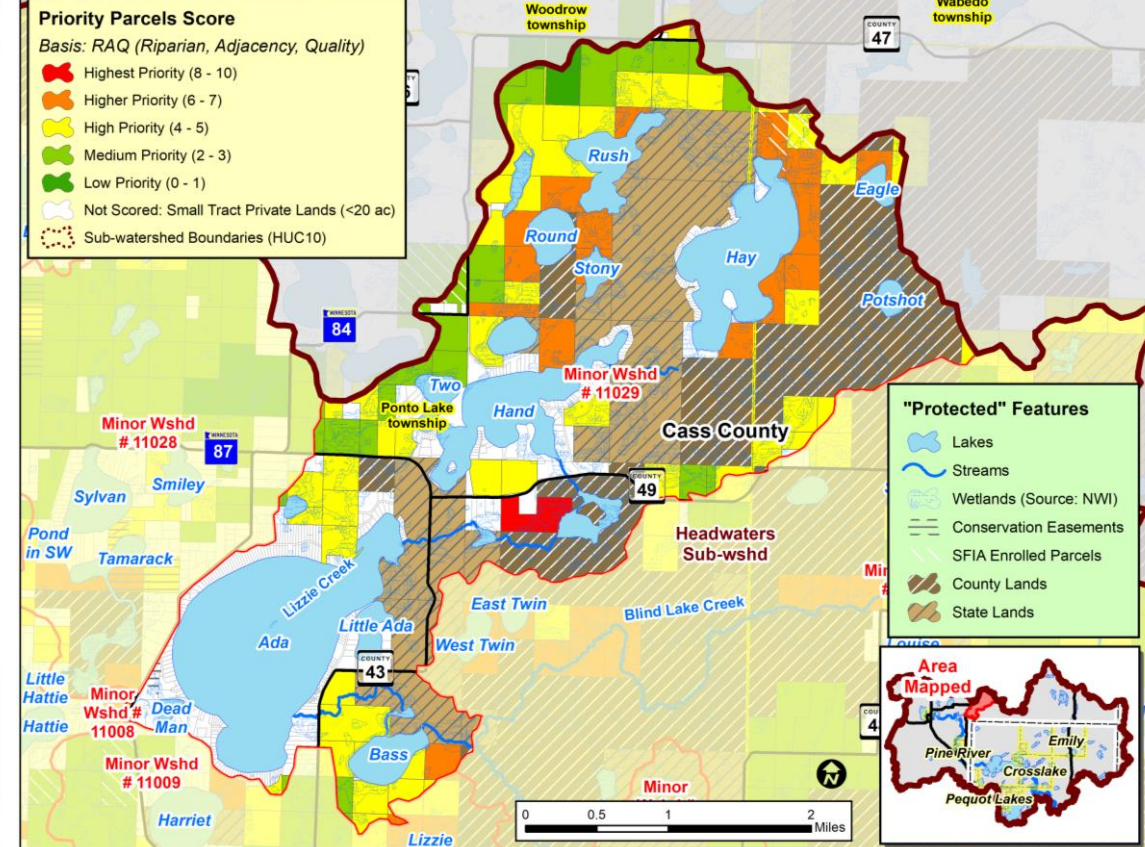 Priority Parcels Score
Basis: RAQ (Riparian, Adjacency, Quality)
Highest Priority (8 - 10)
Higher Priority (6 - 7)
High Priority (4 - 5)
Medium Priority (2 - 3)
Low Priority (0 - 1)
Not Scored: Small Tract Private Lands (<20 ac)
Sub-watershed Boundaries (HUC10)
Woodrow
township
Wabedo
township
COUNTY
47
Rush
Eagle
Round
Hay
Stony
Potshot
MINNESOTA
84
Minor Wshd
# 11029
Two
Hand
Ponto Lake
township
Cass County
Minor Wshd
# 11028
MINNESOTA
87
COUNTY
49
Sylvan
Smiley
Headwaters
Sub-wshd
Pond
in SW
Tamarack
Lizzie Creek
East Twin
Blind Lake Creek
Ada
Little Ada
West Twin
Louise
COUNTY
43
Little
Hattie
Hattie
Minor
Wshd #
11008
Dead
Man
Bass
Minor Wshd
# 11009
Harriet
Lizzie
Minor
0 0.5 1 2
Miles
N
"Protected" Features
Lakes
Streams
Wetlands (Source: NWI)
Conservation Easements
SFIA Enrolled Parcels
County Lands
State Lands
Area
Mapped
Pine River
Emily
Crosslake
Pequot Lakes